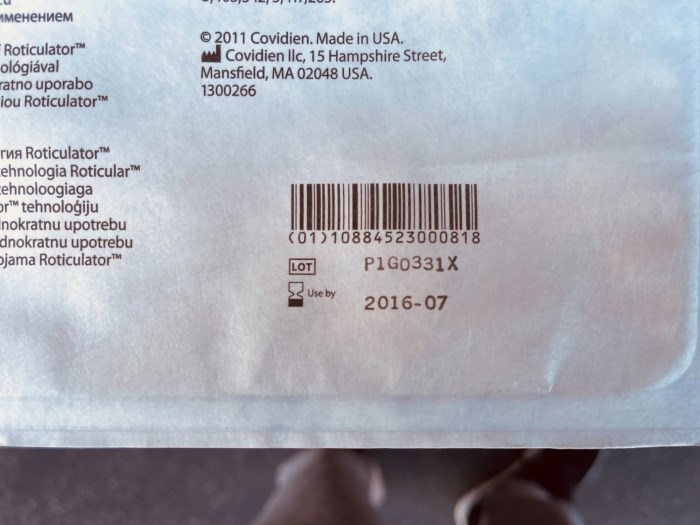 именением
Roticulator™
ológiával
ratno uporabo
iou Roticulator™
гия Roticulator™
ehnologia Roticular™
ehnoloogiaga
or™ tehnoloģiju
dnokratnu upotrebu
dnokratnu upotrebu
ojama Roticulator™
© 2011 Covidien. Made in USA.
Covidien llc, 15 Hampshire Street,
Mansfield, MA 02048 USA.
1300266
(01)10884523000818
LOT P1G0331X
Use by 2016-07